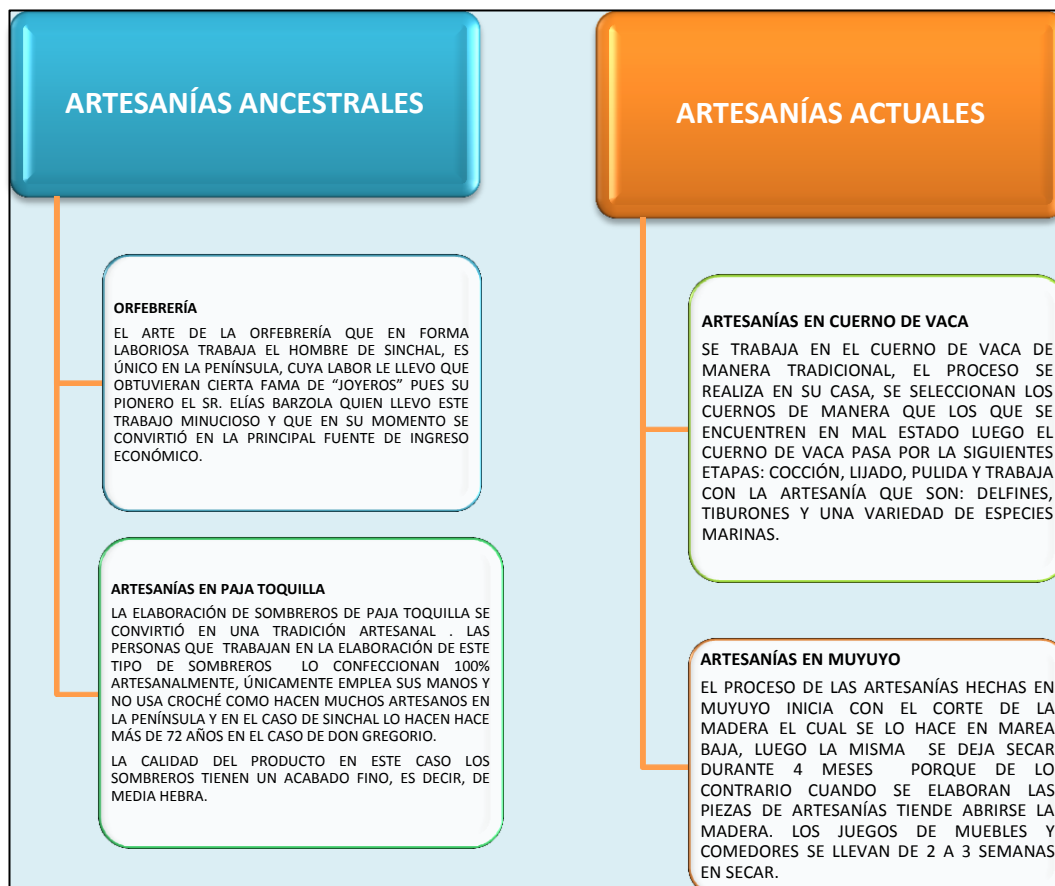 ARTESANÍAS ANCESTRALES
ORFEBRERÍA
EL ARTE DE LA ORFEBRERÍA QUE EN FORMA
LABORIOSA TRABAJA EL HOMBRE DE SINCHAL, ES
ÚNICO EN LA PENÍNSULA, CUYA LABOR LE LLEVO QUE
OBTUVIERAN CIERTA FAMA DE “JOYEROS” PUES SU
PIONERO EL SR. ELÍAS BARZOLA QUIEN LLEVO ESTE
TRABAJO MINUCIOSO Y QUE EN SU MOMENTO SE
CONVIRTIÓ EN LA PRINCIPAL FUENTE DE INGRESO
ECONÓMICO.
ARTESANÍAS EN PAJA TOQUILLA
LA ELABORACIÓN DE SOMBREROS DE PAJA TOQUILLA SE
CONVIRTIÓ EN UNA TRADICIÓN ARTESANAL . LAS
PERSONAS QUE TRABAJAN EN LA ELABORACIÓN DE ESTE
TIPO DE SOMBREROS LO CONFECCIONAN 100%
ARTESANALMENTE, ÚNICAMENTE EMPLEA SUS MANOS Y
NO USA CROCHÉ COMO HACEN MUCHOS ARTESANOS EN
LA PENÍNSULA Y EN EL CASO DE SINCHAL LO HACEN HACE
MÁS DE 72 AÑOS EN EL CASO DE DON GREGORIO.
LA CALIDAD DEL PRODUCTO EN ESTE CASO LOS
SOMBREROS TIENEN UN ACABADO FINO, ES DECIR, DE
MEDIA HEBRA.
ARTESANÍAS ACTUALES
ARTESANÍAS EN CUERNO DE VACA
SE TRABAJA EN EL CUERNO DE VACA DE
MANERA TRADICIONAL, EL PROCESO SE
REALIZA EN SU CASA, SE SELECCIONAN LOS
CUERNOS DE MANERA QUE LOS QUE SE
ENCUENTREN EN MAL ESTADO LUEGO EL
CUERNO DE VACA PASA POR LA SIGUIENTES
ETAPAS: COCCIÓN, LIJADO, PULIDA Y TRABAJA
CON LA ARTESANÍA QUE SON: DELFINES,
TIBURONES Y UNA VARIEDAD DE ESPECIES
MARINAS.
ARTESANÍAS EN MUYUYO
EL PROCESO DE LAS ARTESANÍAS HECHAS EN
MUYUYO INICIA CON EL CORTE DE LA
MADERA EL CUAL SE LO HACE EN MAREA
BAJA, LUEGO LA MISMA SE DEJA SECAR
DURANTE 4 MESES PORQUE DE LO
CONTRARIO CUANDO SE ELABORAN LAS
PIEZAS DE ARTESANÍAS TIENDE ABRIRSE LA
MADERA. LOS JUEGOS DE MUEBLES Y
COMEDORES SE LLEVAN DE 2 A 3 SEMANAS
EN SECAR.